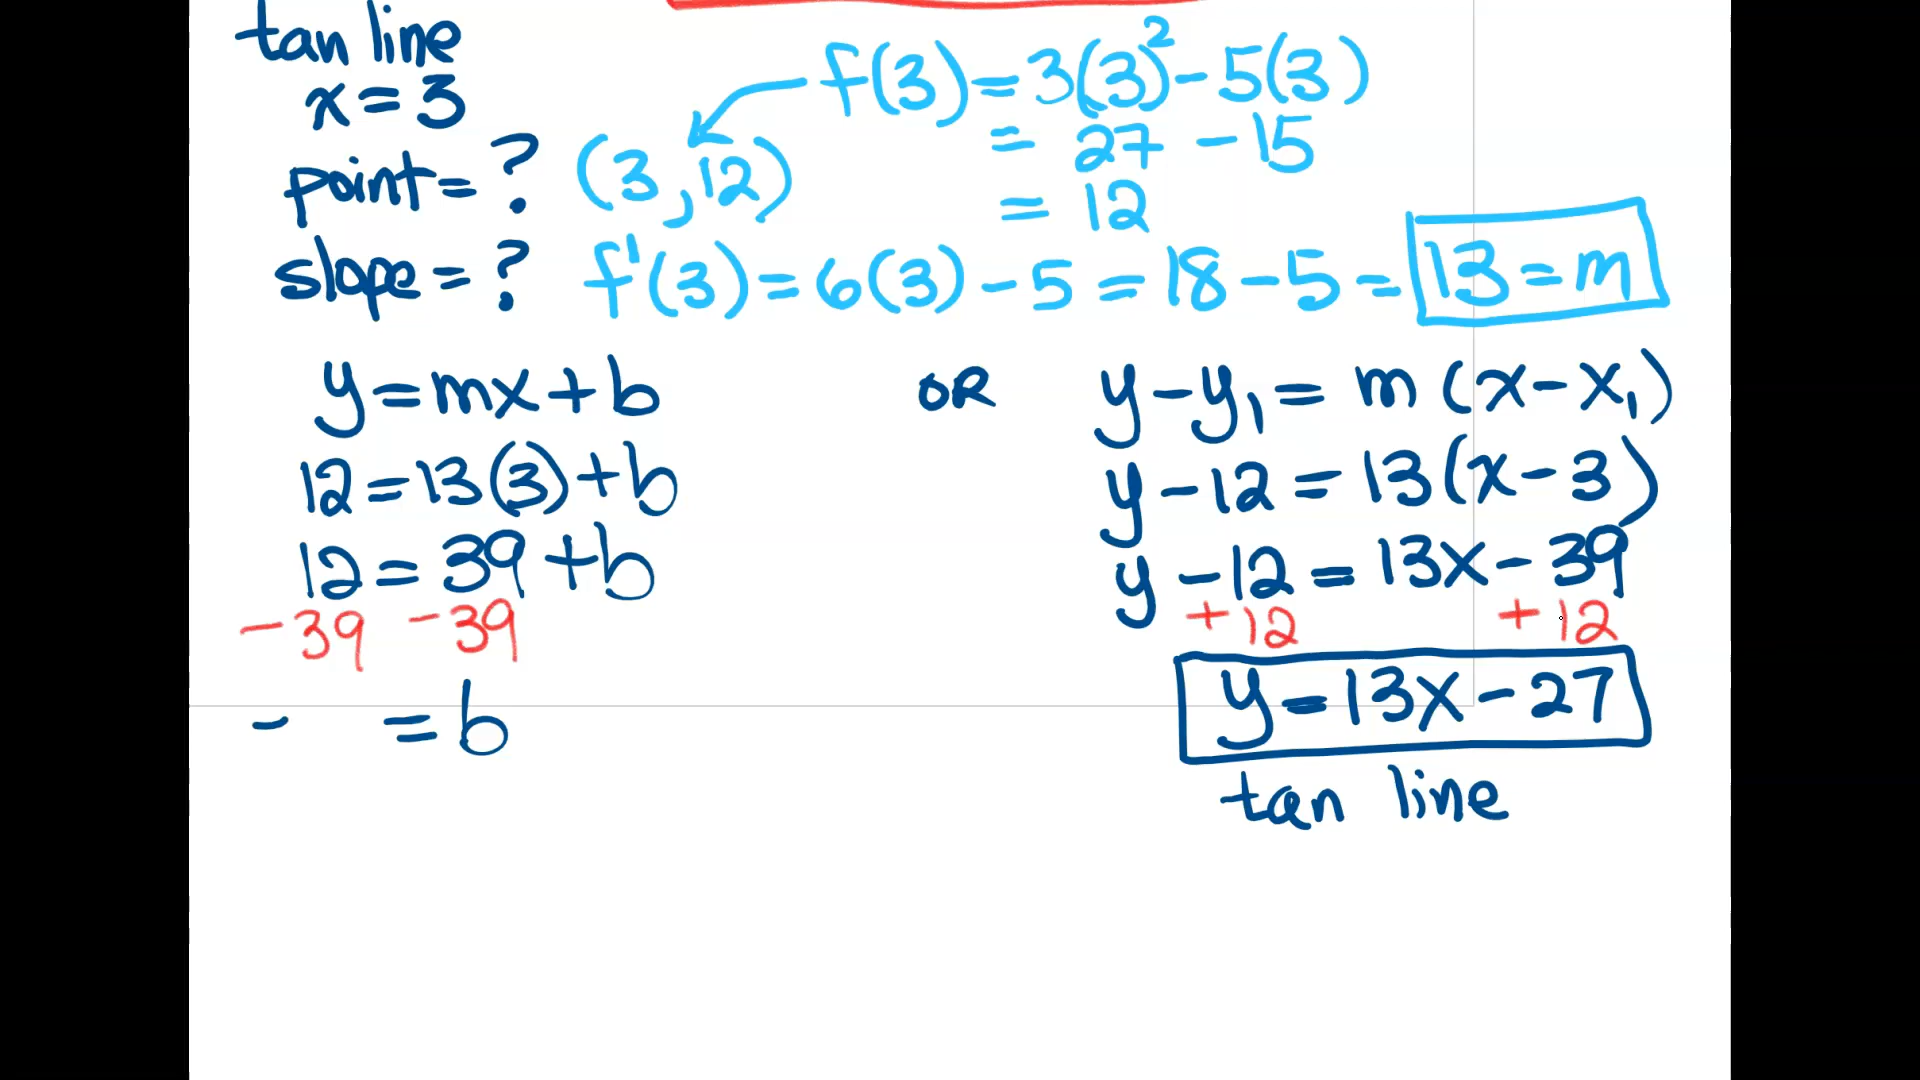 tan line
x = 3
f(3) = 3(3)² - 5(3)
= 27 - 15
= 12
point = ? (3, 12)
slope = ? f'(3) = 6(3) - 5 = 18 - 5 = 13 = m
y = mx + b
12 = 13(3) + b
12 = 39 + b
-39 -39
- = b
OR
y - y₁ = m(x - x₁)
y - 12 = 13(x - 3)
y - 12 = 13x - 39
+12 +12
y = 13x - 27
tan line